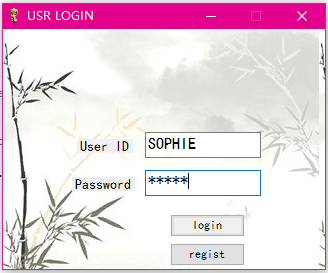 USR LOGIN
User ID SOPHIE
Password *****
login
regist